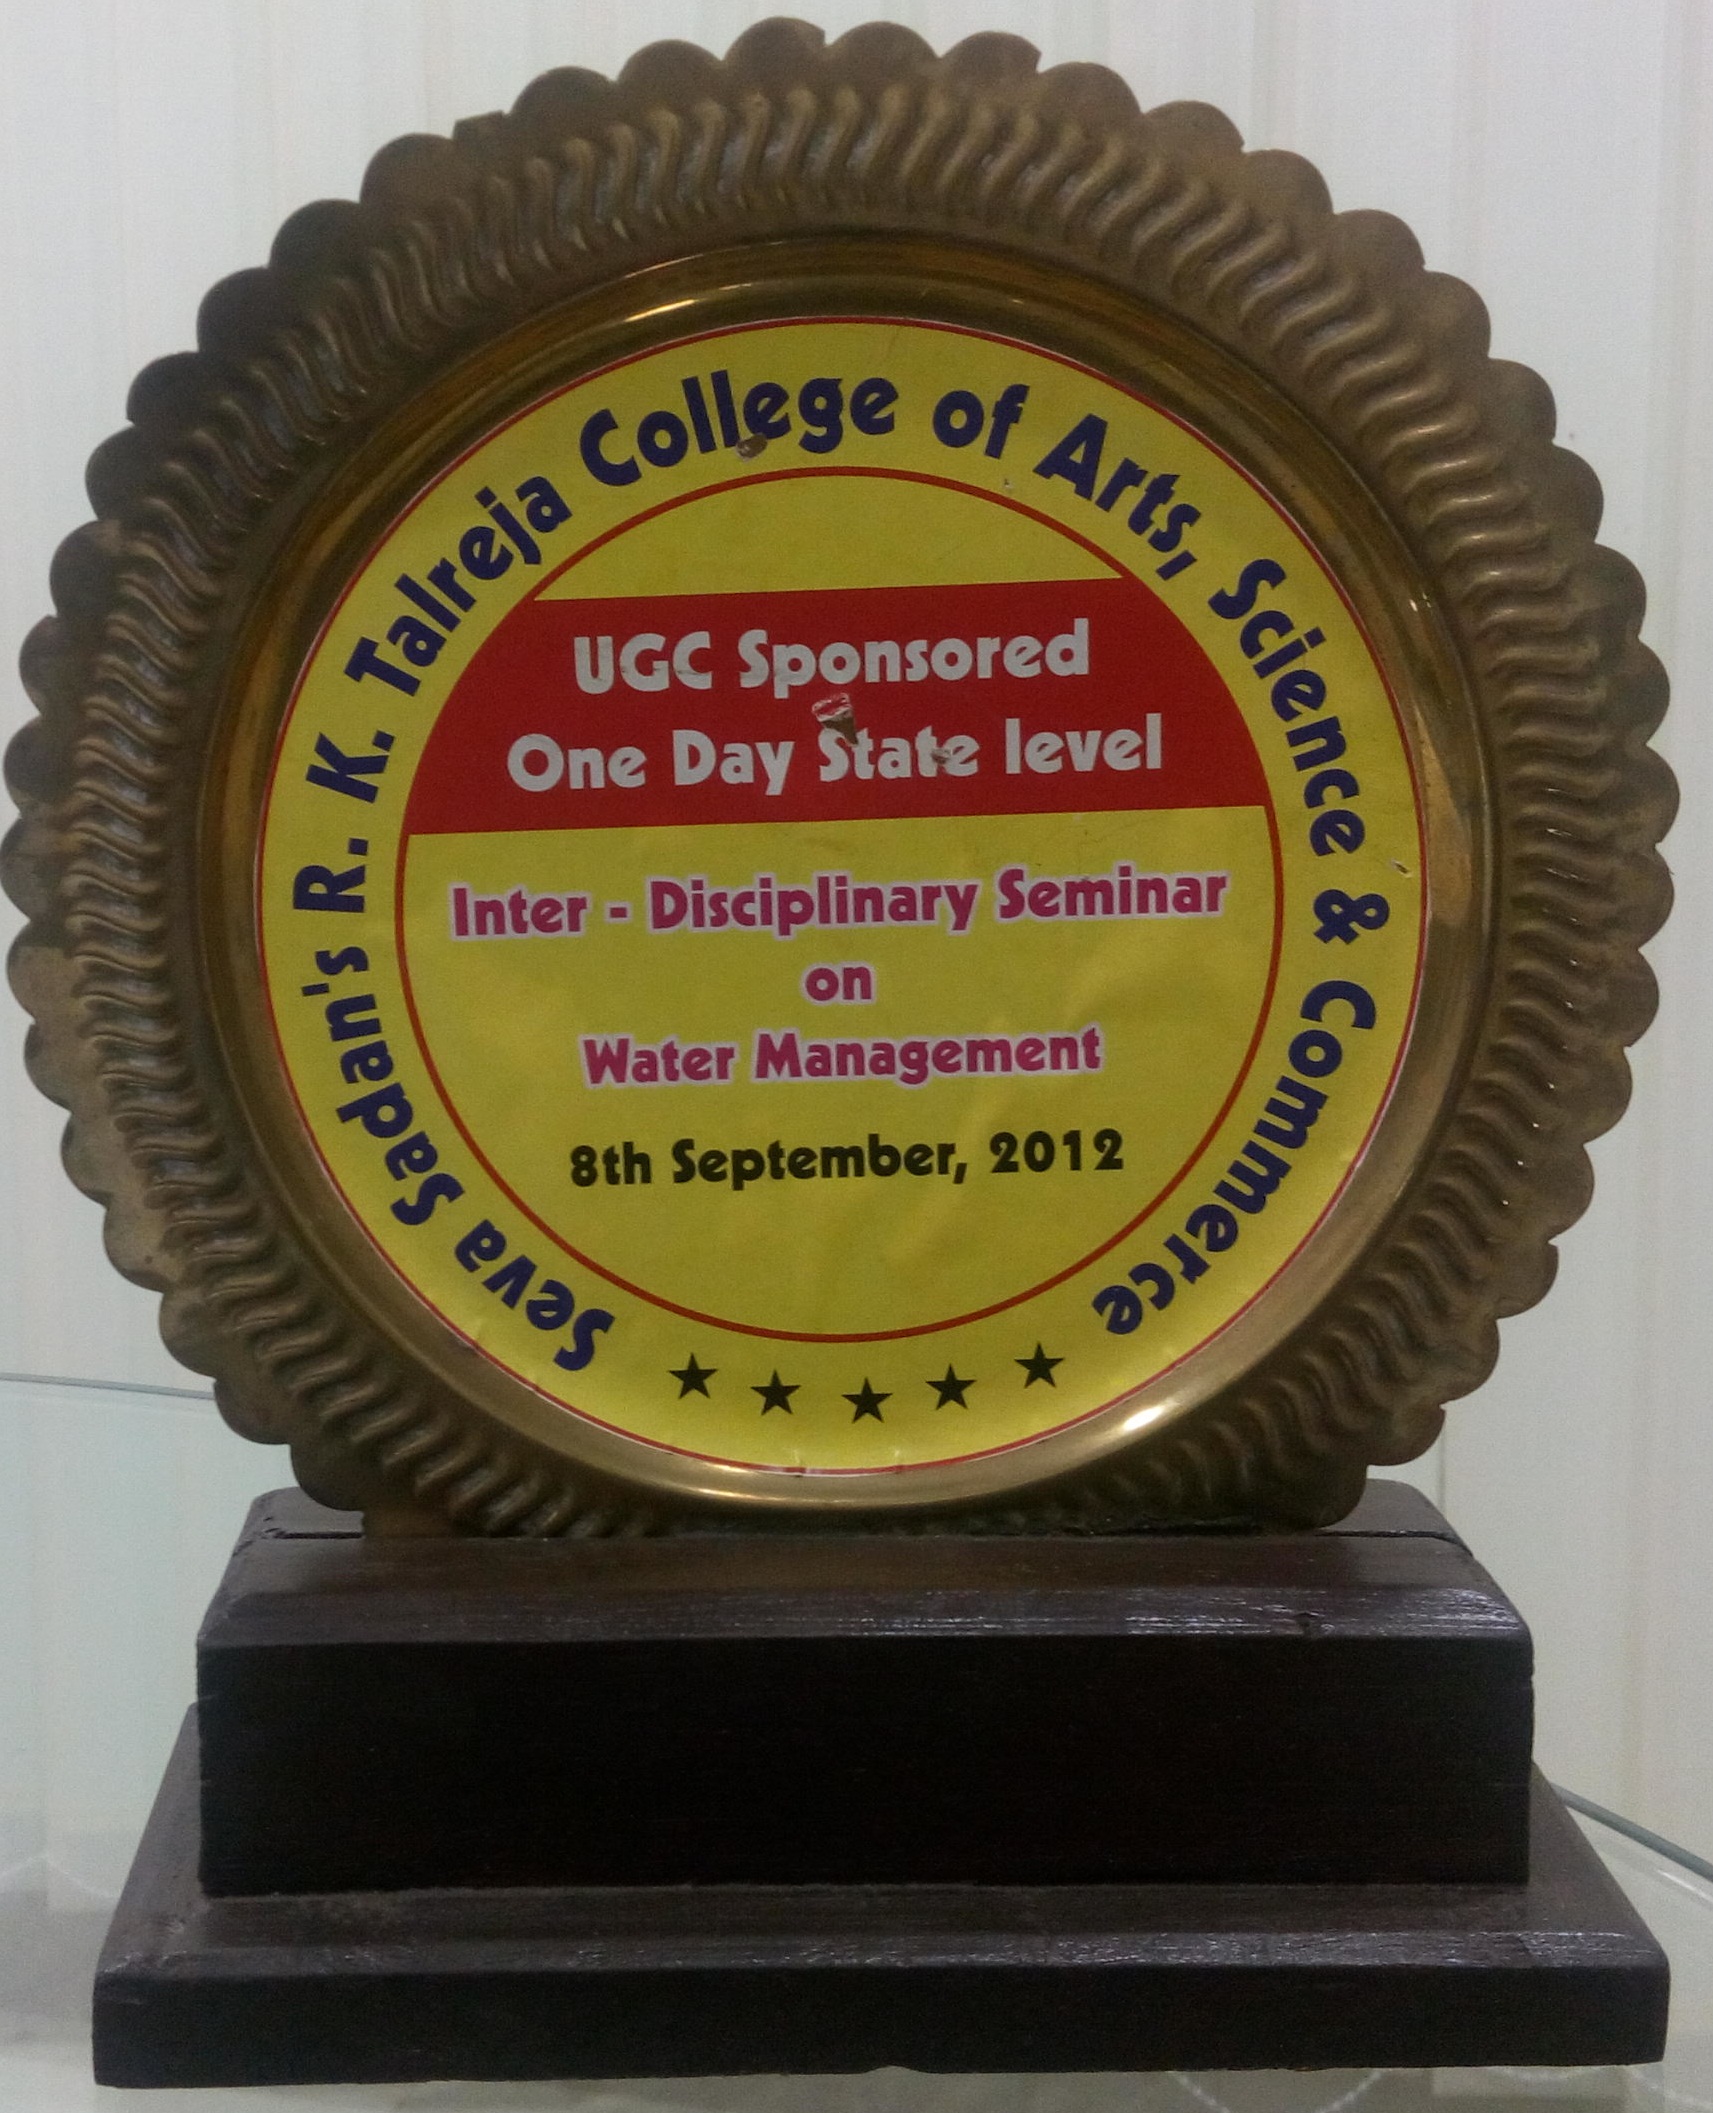 Seva Sadan's R. K. Talreja College of Arts, Science & Commerce
UGC Sponsored
One Day State level
Inter - Disciplinary Seminar
on
Water Management
8th September, 2012